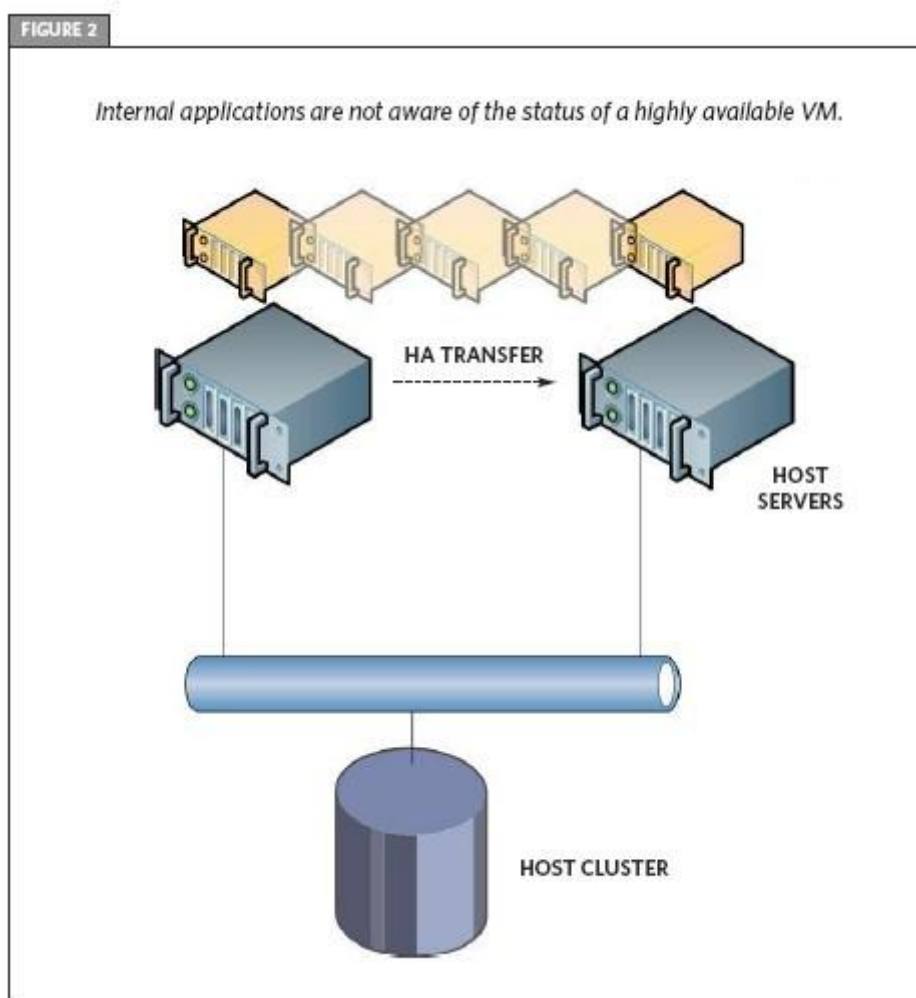 FIGURE 2
Internal applications are not aware of the status of a highly available VM.
HA TRANSFER
HOST
SERVERS
HOST CLUSTER